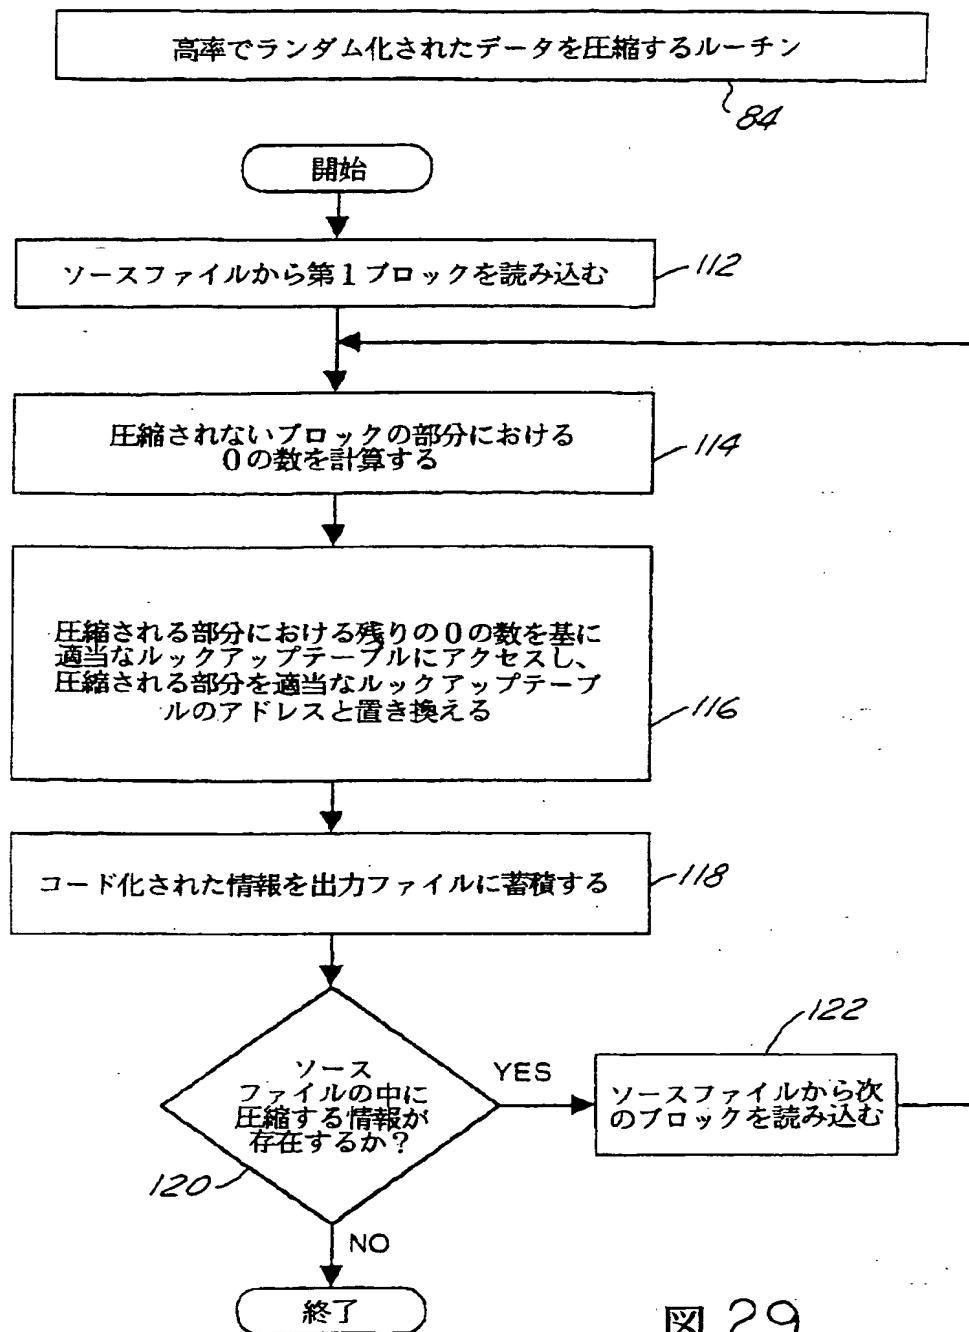 高率でランダム化されたデータを圧縮するルーチン
84
開始
ソースファイルから第1ブロックを読み込む
112
圧縮されないブロックの部分における
0の数を計算する
114
圧縮される部分における残りの0の数を基に
適当なルックアップテーブルにアクセスし、
圧縮される部分を適当なルックアップテーブ
ルのアドレスと置き換える
116
コード化された情報を出力ファイルに蓄積する
118
ソース
ファイルの中に
圧縮する情報が
存在するか?
120
YES
122
ソースファイルから次
のブロックを読み込む
NO
終了
図29